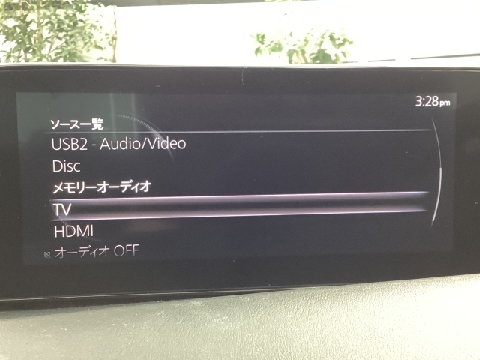 3:28pm
ソース一覧
USB2 - Audio/Video
Disc
メモリーオーディオ
TV
HDMI
オーディオ OFF